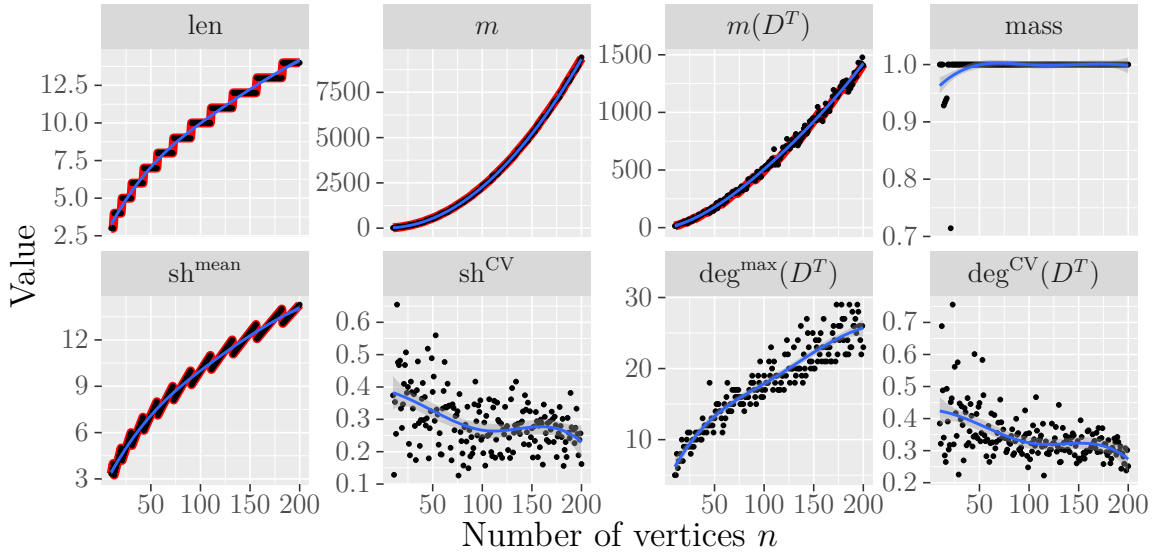 len m m(D^T) mass
12.5 10.0 7.5 5.0 2.5
7500 5000 2500 0
1500 1000 500 0
1.0 0.9 0.8 0.7
Value
sh^mean sh^CV deg^max(D^T) deg^CV(D^T)
12 9 6 3
0.6 0.5 0.4 0.3 0.2 0.1
30 20 10
0.7 0.6 0.5 0.4 0.3 0.2
50 100 150 200 50 100 150 200 50 100 150 200 50 100 150 200
Number of vertices n